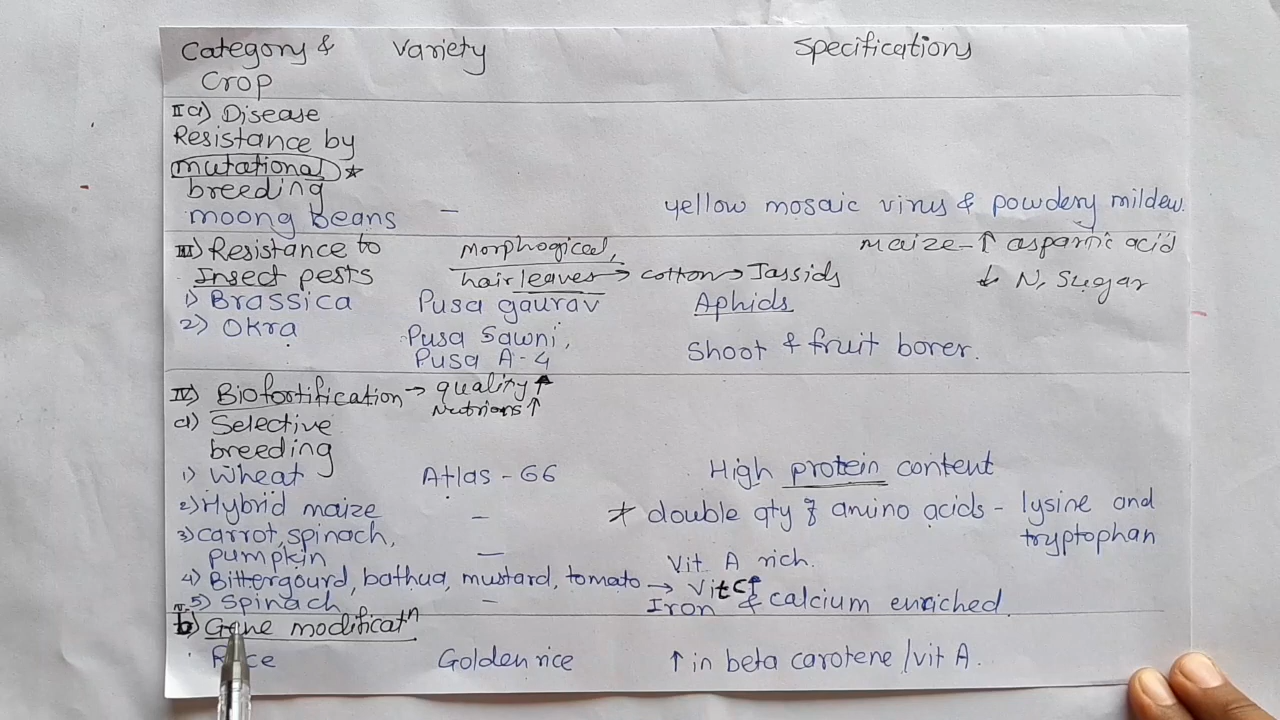 Category & Variety Specifications
Crop
II a) Disease
Resistance by
mutational *
breeding
moong beans - yellow mosaic virus & powdery mildew.
III) Resistance to morphogical, maize-↑ aspartic acid
Insect pests hair leaves → cotton → Jassids ↓ N, Sugar
1) Brassica Pusa gaurav Aphids
2) Okra Pusa Sawni,
Pusa A-4 Shoot & fruit borer.
IV) Biofortification → quality ↑
Nutrions ↑
a) Selective
breeding
1) Wheat Atlas - 66 High protein content
2) Hybrid maize - * double qty of amino acids - lysine and
tryptophan
3) carrot, spinach,
pumpkin - Vit A rich.
4) Bittergourd, bathua, mustard, tomato → Vit C↑
5) Spinach - Iron & calcium enriched.
b) Gene modificatn
Rice Golden rice ↑ in beta carotene / vit A.